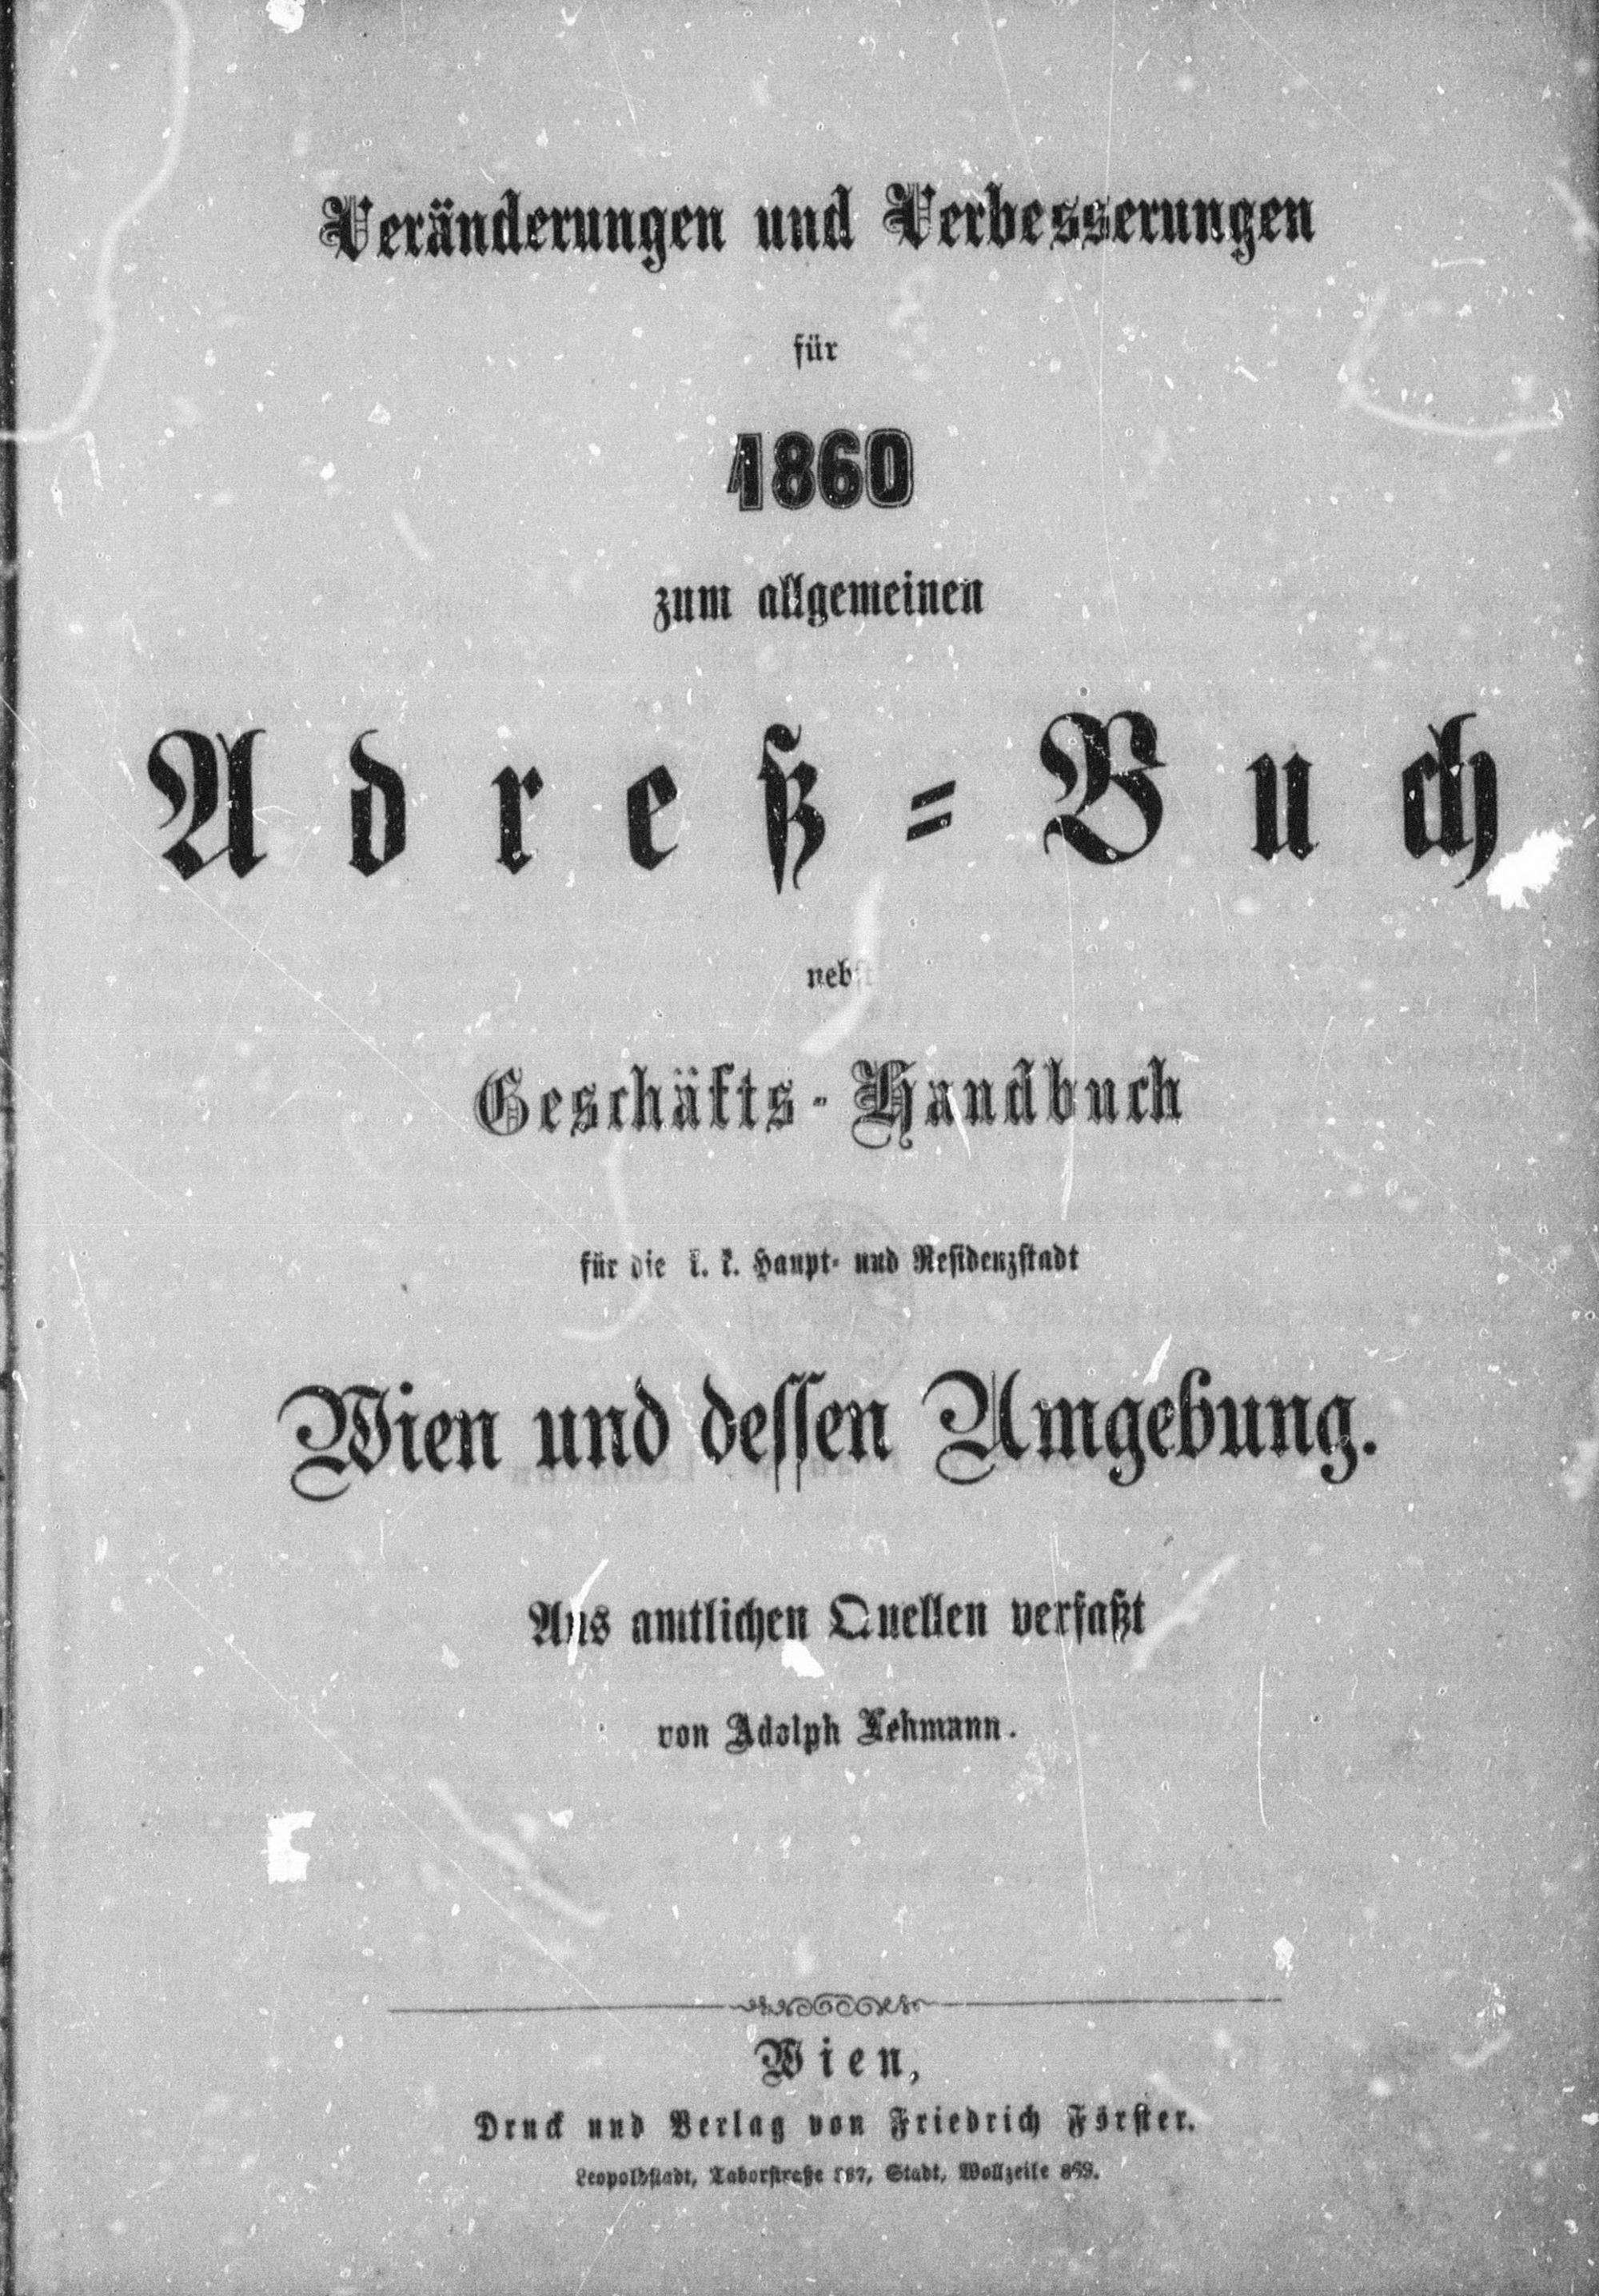 Veränderungen und Verbesserungen
für
1860
zum allgemeinen
Adreß-Buch
nebst
Geschäfts-Handbuch
für die k. k. Haupt- und Residenzstadt
Wien und dessen Umgebung.
Aus amtlichen Quellen verfaßt
von Adolph Lehmann.
Wien,
Druck und Verlag von Friedrich Förster.
Leopoldstadt, Taborstraße Stadt, Wollzeile